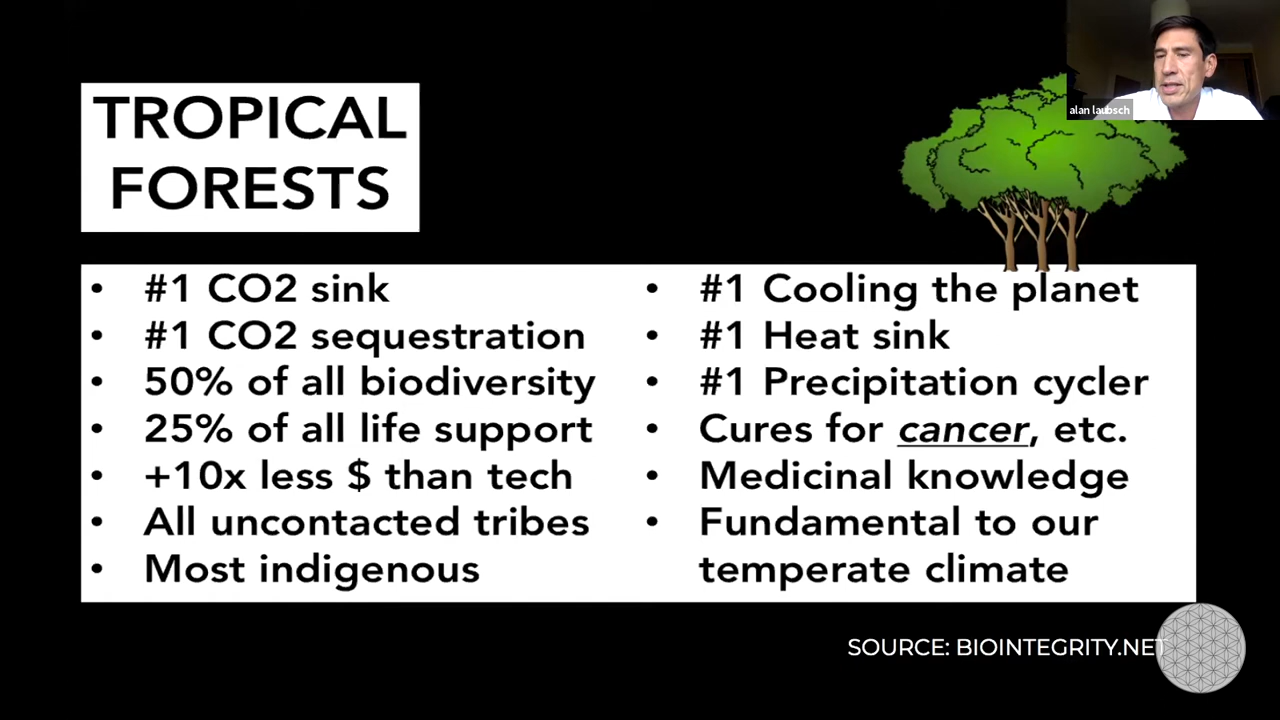 alan laubsch
TROPICAL
FORESTS
• #1 CO2 sink
• #1 CO2 sequestration
• 50% of all biodiversity
• 25% of all life support
• +10x less $ than tech
• All uncontacted tribes
• Most indigenous
• #1 Cooling the planet
• #1 Heat sink
• #1 Precipitation cycler
• Cures for cancer, etc.
• Medicinal knowledge
• Fundamental to our
temperate climate
SOURCE: BIOINTEGRITY.NET